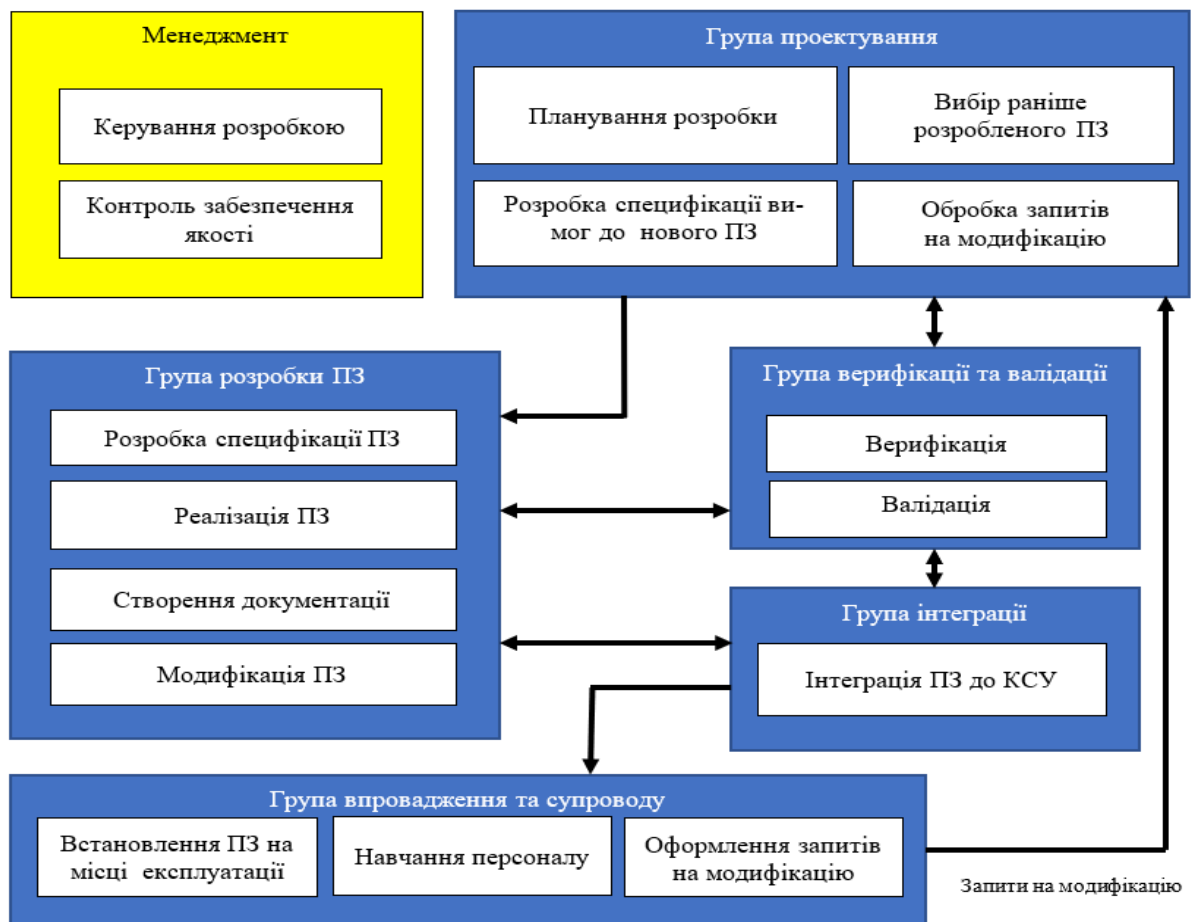 Менеджмент
Керування розробкою
Контроль забезпечення
якості
Група проектування
Планування розробки
Вибір раніше
розробленого ПЗ
Розробка специфікації ви-
мог до нового ПЗ
Обробка запитів
на модифікацію
Група розробки ПЗ
Розробка специфікації ПЗ
Реалізація ПЗ
Створення документації
Модифікація ПЗ
Група верифікації та валідації
Верифікація
Валідація
Група інтеграції
Інтеграція ПЗ до КСУ
Група впровадження та супроводу
Встановлення ПЗ на
місці експлуатації
Навчання персоналу
Оформлення запитів
на модифікацію
Запити на модифікацію